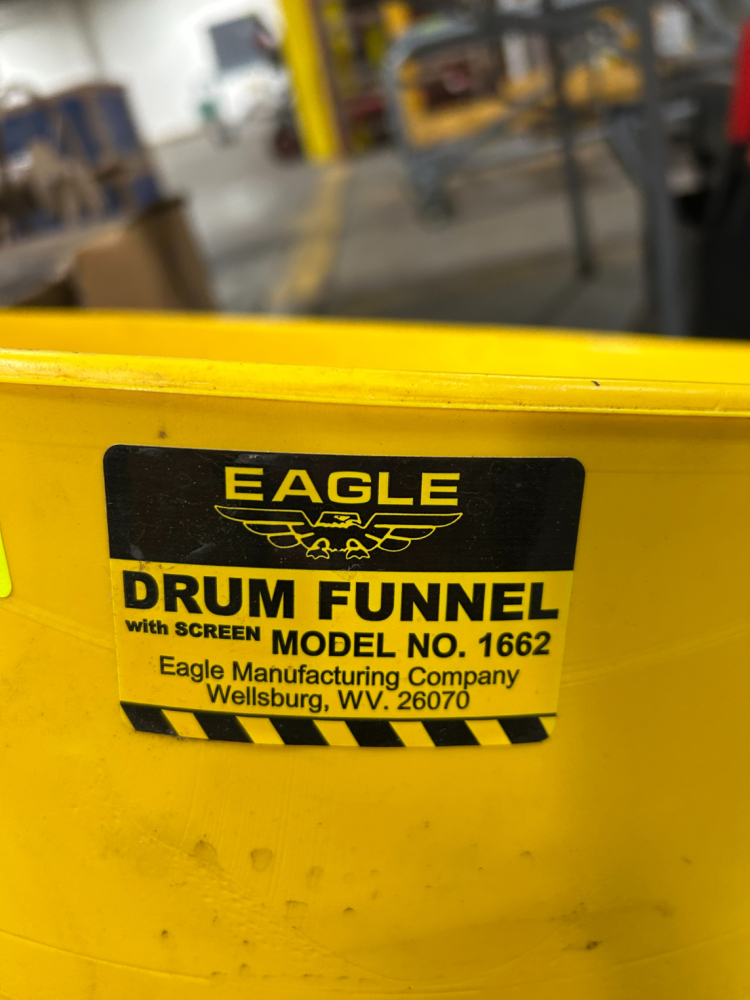 EAGLE
DRUM FUNNEL
with SCREEN MODEL NO. 1662
Eagle Manufacturing Company
Wellsburg, WV. 26070